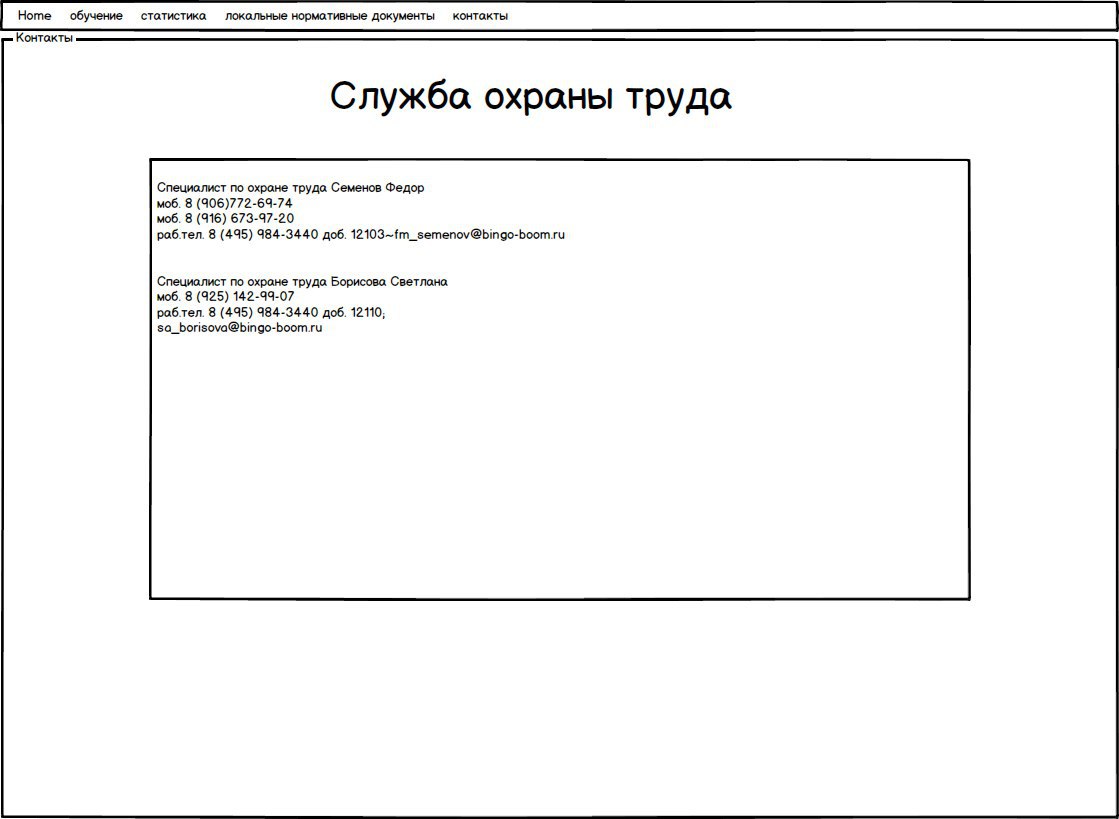 Home обучение статистика локальные нормативные документы контакты
Контакты
Служба охраны труда
Специалист по охране труда Семенов Федор
моб. 8 (906)772-69-74
моб. 8 (916) 673-97-20
раб.тел. 8 (495) 984-3440 доб. 12103~fm_semenov@bingo-boom.ru
Специалист по охране труда Борисова Светлана
моб. 8 (925) 142-99-07
раб.тел. 8 (495) 984-3440 доб. 12110;
sa_borisova@bingo-boom.ru